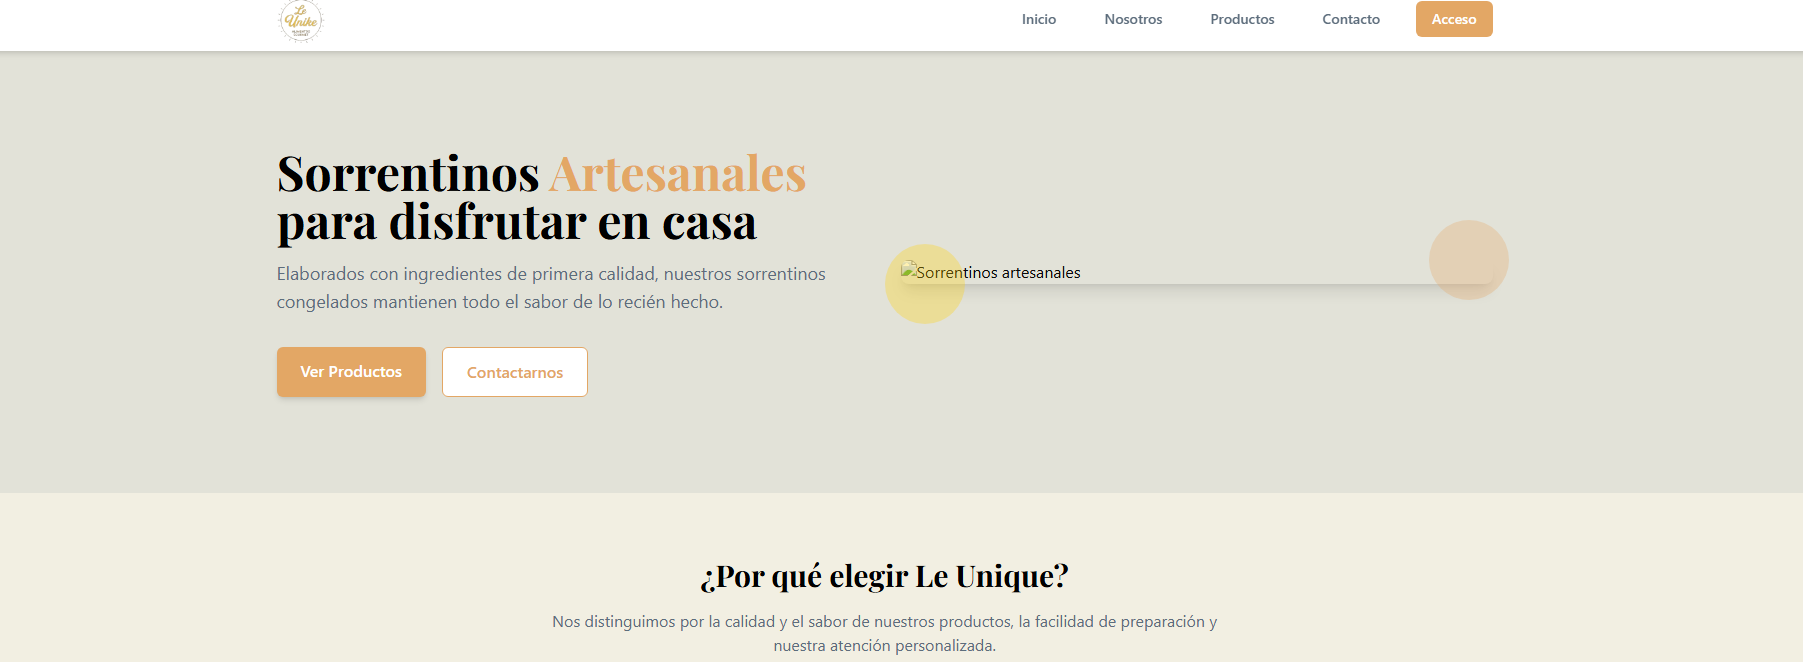 Le
Unike
Inicio Nosotros Productos Contacto Acceso
Sorrentinos Artesanales
para disfrutar en casa
Elaborados con ingredientes de primera calidad, nuestros sorrentinos
congelados mantienen todo el sabor de lo recién hecho.
Sorrentinos artesanales
Ver Productos Contactarnos
¿Por qué elegir Le Unique?
Nos distinguimos por la calidad y el sabor de nuestros productos, la facilidad de preparación y
nuestra atención personalizada.